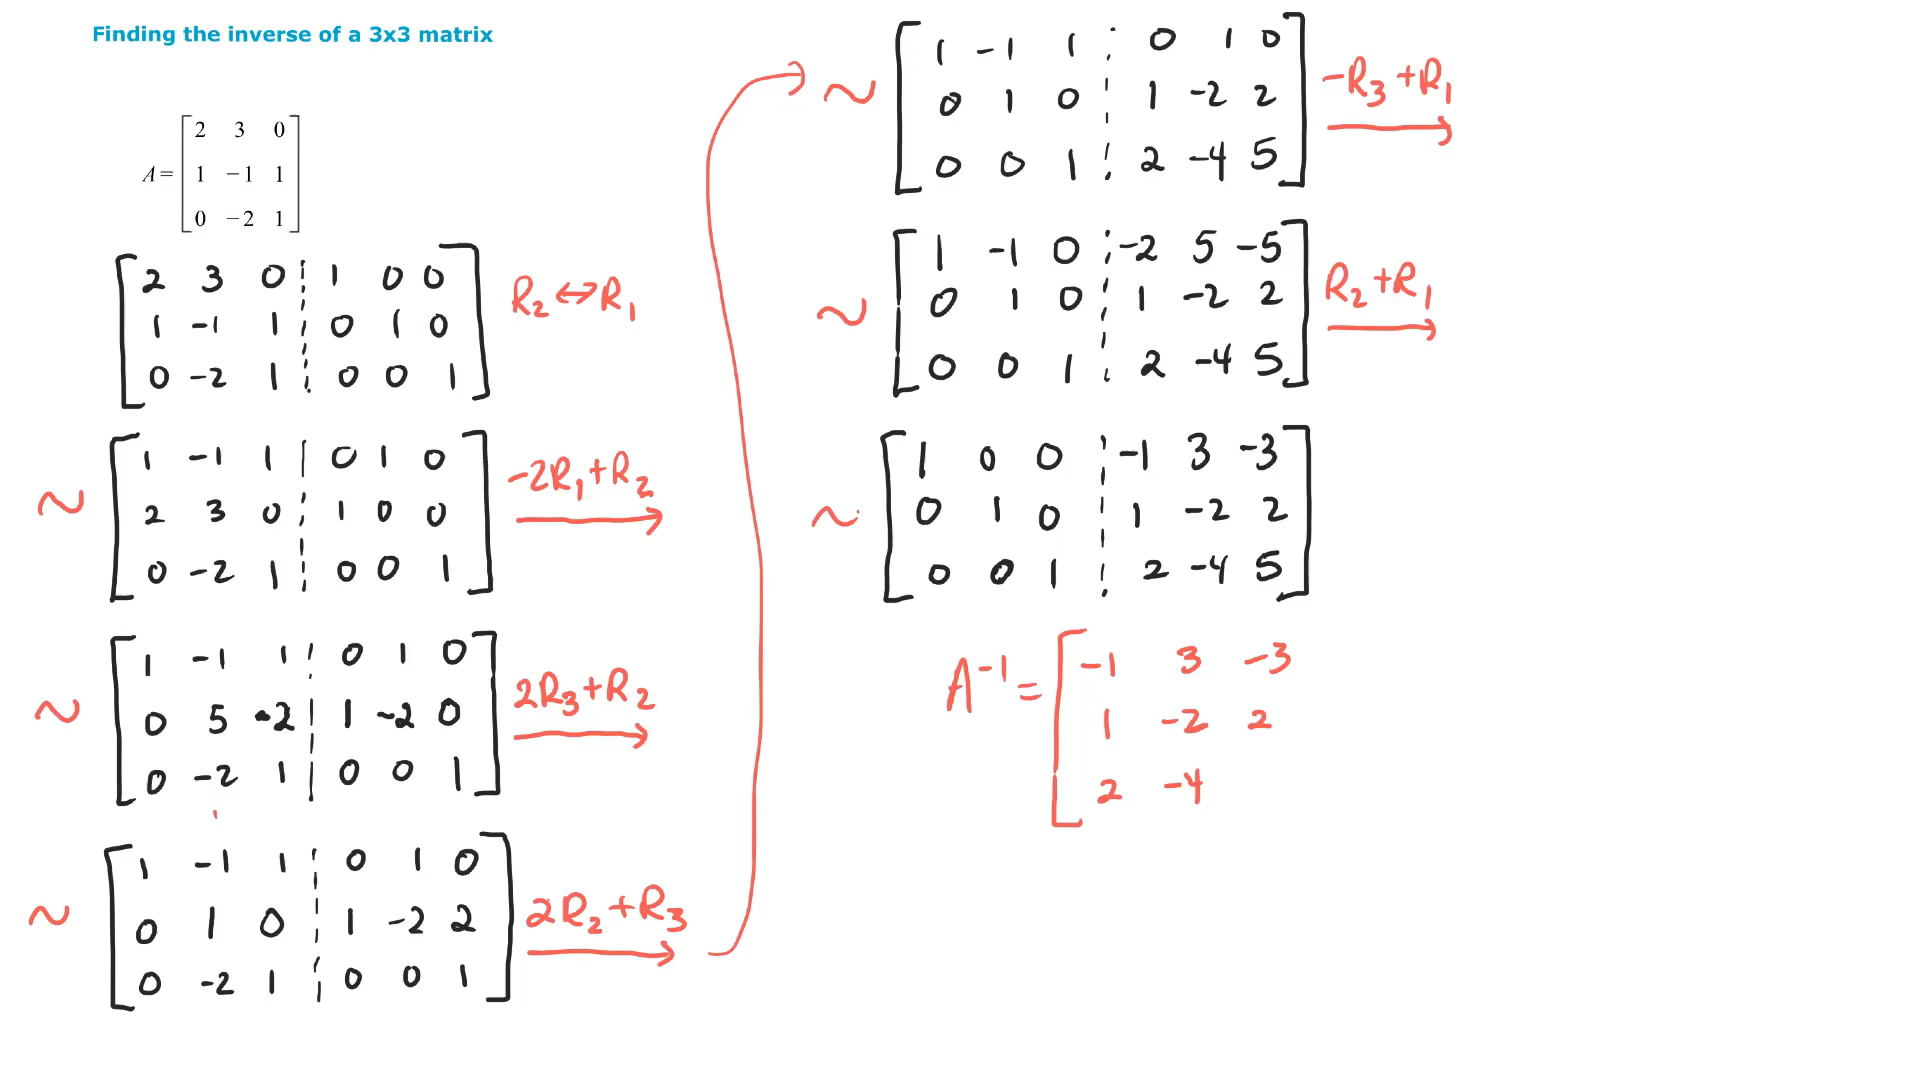 Finding the inverse of a 3x3 matrix
2 3 0
A= 1 −1 1
0 −2 1
2 3 0 1 0 0
1 -1 1 0 1 0
0 -2 1 0 0 1
R2 ↔ R1
~
1 -1 1 0 1 0
2 3 0 1 0 0
0 -2 1 0 0 1
-2R1+R2
~
1 -1 1 0 1 0
0 5 -2 1 -2 0
0 -2 1 0 0 1
2R3+R2
~
1 -1 1 0 1 0
0 1 0 1 -2 2
0 -2 1 0 0 1
2R2+R3
~
1 -1 1 0 1 0
0 1 0 1 -2 2
0 0 1 2 -4 5
-R3+R1
~
1 -1 0 -2 5 -5
0 1 0 1 -2 2
0 0 1 2 -4 5
R2+R1
~
1 0 0 -1 3 -3
0 1 0 1 -2 2
0 0 1 2 -4 5
A^-1 =
-1 3 -3
1 -2 2
2 -4